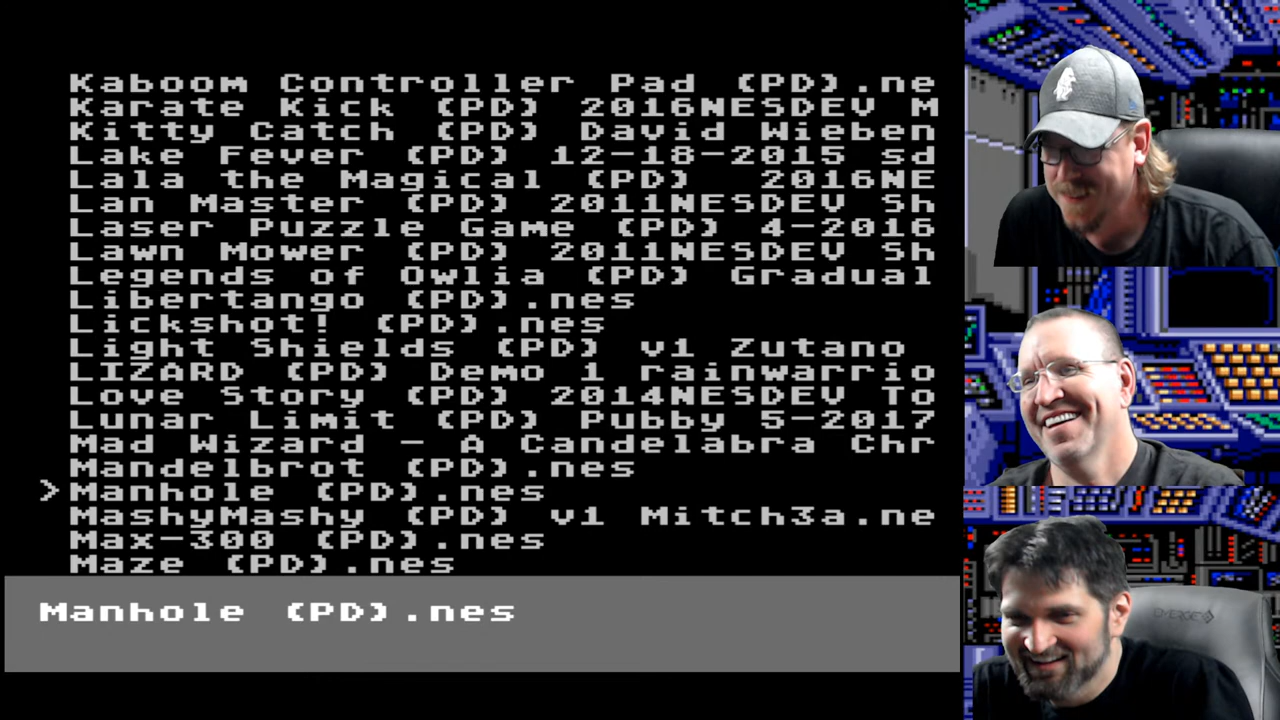 Kaboom Controller Pad (PD).ne
Karate Kick (PD) 2016NESDEV M
Kitty Catch (PD) David Wieben
Lake Fever (PD) 12-18-2015 sd
Lala the Magical (PD) 2016NE
Lan Master (PD) 2011NESDEV Sh
Laser Puzzle Game (PD) 4-2016
Lawn Mower (PD) 2011NESDEV Sh
Legends of Owlia (PD) Gradual
Libertango (PD).nes
Lickshot! (PD).nes
Light Shields (PD) v1 Zutano
LIZARD (PD) Demo 1 rainwarrio
Love Story (PD) 2014NESDEV To
Lunar Limit (PD) Pubby 5-2017
Mad Wizard - A Candelabra Chr
Mandelbrot (PD).nes
>Manhole (PD).nes
MashyMashy (PD) v1 Mitch3a.ne
Max-300 (PD).nes
Maze (PD).nes
Manhole (PD).nes